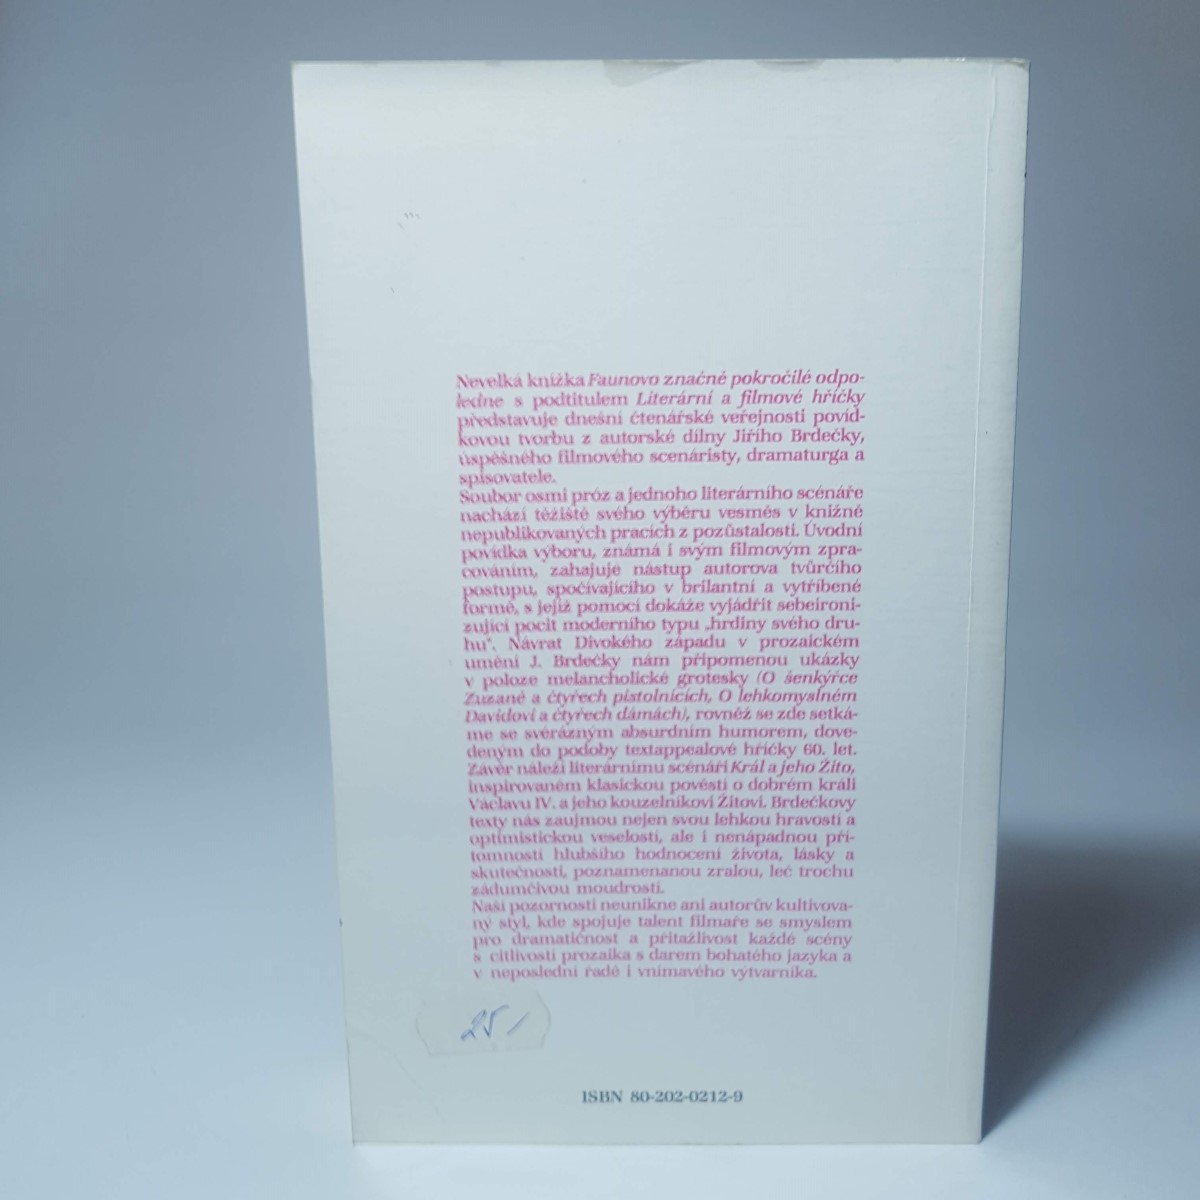 Nevelká knížka Faunovo značně pokročilé odpo-
ledne s podtitulem Literární a filmové hříčky
představuje dnešní čtenářské veřejnosti povíd-
kovou tvorbu z autorské dílny Jiřího Brdečky,
úspěšného filmového scenáristy, dramaturga a
spisovatele.
Soubor osmi próz a jednoho literárního scénáře
nachází těžiště svého výběru vesměs v knižně
nepublikovaných pracích z pozůstalosti. Úvodní
povídka výboru, známá i svým filmovým zpra-
cováním, zahajuje nástup autorova tvůrčího
postupu, spočívajícího v brilantní a vytříbené
formě, s jejíž pomocí dokáže vyjádřit sebeironi-
zující pocit moderního typu „hrdiny svého dru-
hu“. Návrat Divokého západu v prozaickém
umění J. Brdečky nám připomenou ukázky
v poloze melancholické grotesky (O šenkýřce
Zuzaně a čtyřech pistolnících, O lehkomyslném
Davidovi a čtyřech dámách), rovněž se zde setká-
me se svérázným absurdním humorem, dove-
deným do podoby textappealové hříčky 60. let.
Závěr náleží literárnímu scénáři Král a jeho Žito,
inspirovaném klasickou pověstí o dobrém králi
Václavu IV. a jeho kouzelníkovi Žitovi. Brdečkovy
texty nás zaujmou nejen svou lehkou hravostí a
optimistickou veselostí, ale i nenápadnou pří-
tomností hlubšího hodnocení života, lásky a
skutečnosti, poznamenanou zralou, leč trochu
zádumčivou moudrostí.
Naší pozornosti neunikne ani autorův kultivova-
ný styl, kde spojuje talent filmaře se smyslem
pro dramatičnost a přitažlivost každé scény
s citlivostí prozaika s darem bohatého jazyka a
v neposlední řadě i vnímavého výtvarníka.
25/
ISBN 80-202-0212-9